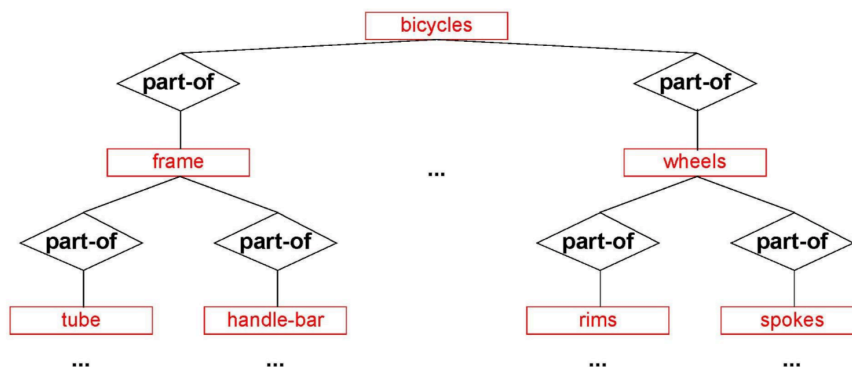 bicycles
part-of part-of
frame ... wheels
part-of part-of part-of part-of
tube handle-bar rims spokes
... ... ... ...